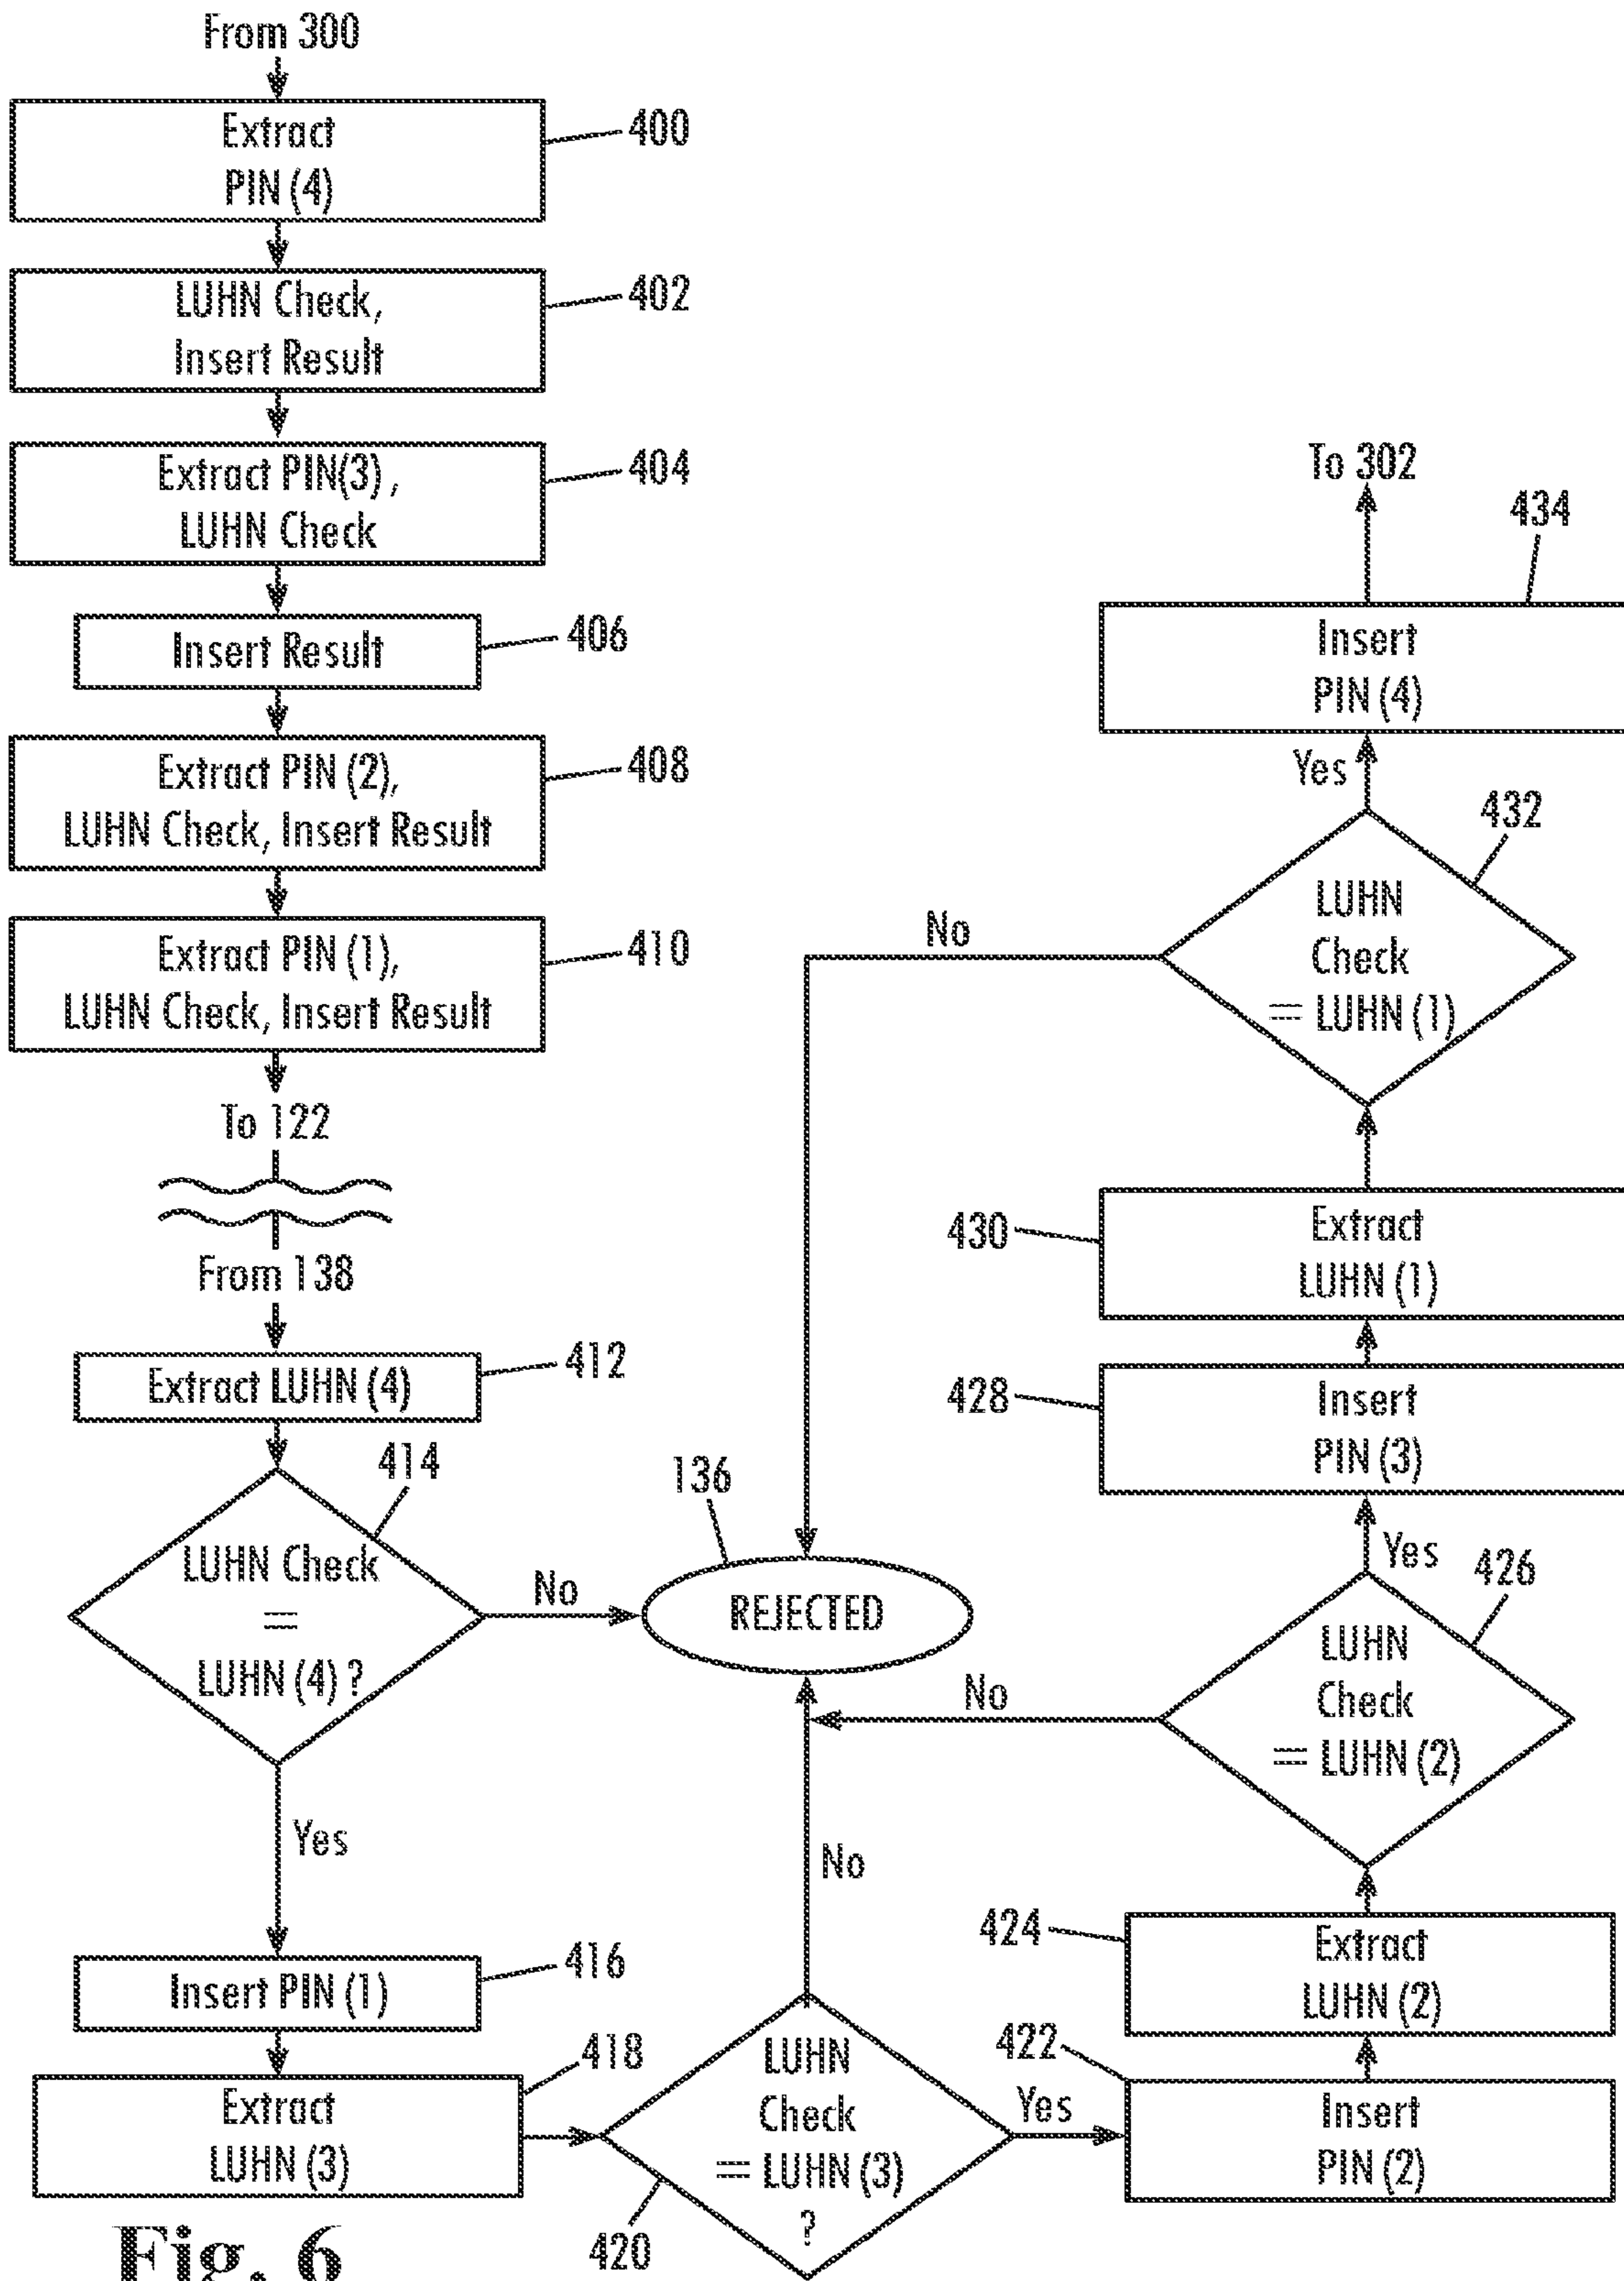 From 300
Extract
PIN (4)
400
LUHN Check,
Insert Result
402
Extract PIN(3) ,
LUHN Check
404
Insert Result
406
Extract PIN (2),
LUHN Check, Insert Result
408
Extract PIN (1),
LUHN Check, Insert Result
410
To 122
From 138
Extract LUHN (4)
412
414
LUHN Check
=
LUHN (4) ?
No
Yes
Insert PIN (1)
416
Extract
LUHN (3)
418
LUHN
Check
= LUHN (3)
?
420
No
Yes
136
REJECTED
422
Insert
PIN (2)
424
Extract
LUHN (2)
426
LUHN
Check
= LUHN (2)
No
Yes
428
Insert
PIN (3)
430
Extract
LUHN (1)
432
LUHN
Check
= LUHN (1)
No
Yes
434
Insert
PIN (4)
To 302
Fig. 6